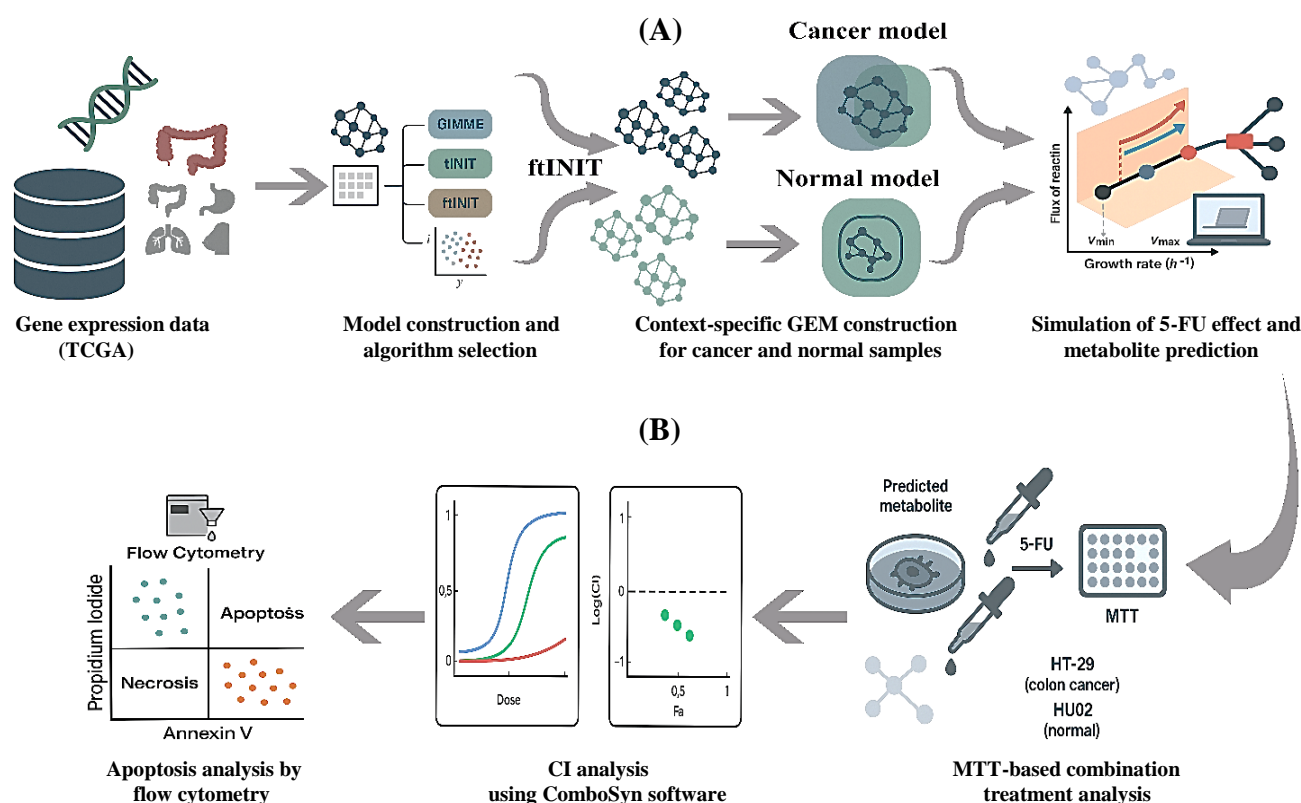 (A)
Cancer model
GIMME
tINIT
ftINIT
i
y
ftINIT
Normal model
Flux of reactin
Vmin
Vmax
Growth rate (h⁻¹)
Gene expression data
(TCGA)
Model construction and
algorithm selection
Context-specific GEM construction
for cancer and normal samples
Simulation of 5-FU effect and
metabolite prediction
(B)
Flow Cytometry
Propidium Iodide
Apoptoss
Necrosis
Annexin V
1
0,5
0
Dose
Log(CI)
1
0
-1
0,5
1
Fa
Predicted
metabolite
5-FU
MTT
HT-29
(colon cancer)
HU02
(normal)
Apoptosis analysis by
flow cytometry
CI analysis
using ComboSyn software
MTT-based combination
treatment analysis